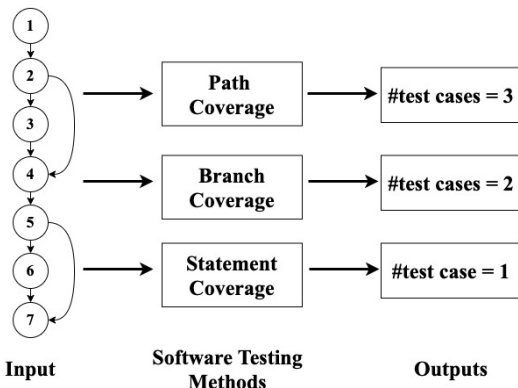 1
2
3
4
5
6
7
Path
Coverage
#test cases = 3
Branch
Coverage
#test cases = 2
Statement
Coverage
#test case = 1
Input
Software Testing
Methods
Outputs